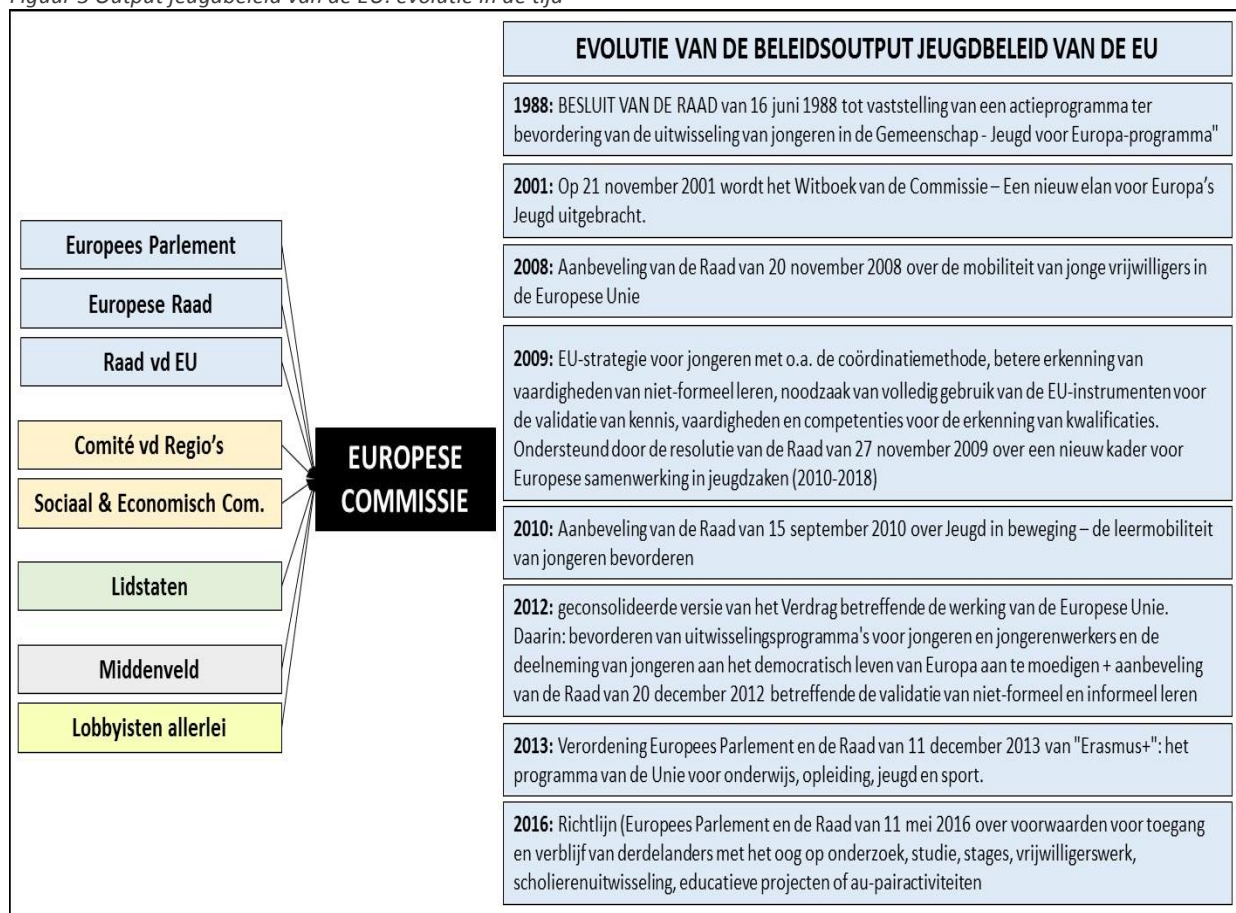 Figuur 3 Output jeugdbeleid van de EU: evolutie in de tijd
Europees Parlement
Europese Raad
Raad vd EU
Comité vd Regio's
Sociaal & Economisch Com.
Lidstaten
Middenveld
Lobbyisten allerlei
EUROPESE
COMMISSIE
EVOLUTIE VAN DE BELEIDSOUTPUT JEUGDBELEID VAN DE EU
1988: BESLUIT VAN DE RAAD van 16 juni 1988 tot vaststelling van een actieprogramma ter
bevordering van de uitwisseling van jongeren in de Gemeenschap - Jeugd voor Europa-programma"
2001: Op 21 november 2001 wordt het Witboek van de Commissie – Een nieuw elan voor Europa's
Jeugd uitgebracht.
2008: Aanbeveling van de Raad van 20 november 2008 over de mobiliteit van jonge vrijwilligers in
de Europese Unie
2009: EU-strategie voor jongeren met o.a. de coördinatiemethode, betere erkenning van
vaardigheden van niet-formeel leren, noodzaak van volledig gebruik van de EU-instrumenten voor
de validatie van kennis, vaardigheden en competenties voor de erkenning van kwalificaties.
Ondersteund door de resolutie van de Raad van 27 november 2009 over een nieuw kader voor
Europese samenwerking in jeugdzaken (2010-2018)
2010: Aanbeveling van de Raad van 15 september 2010 over Jeugd in beweging – de leermobiliteit
van jongeren bevorderen
2012: geconsolideerde versie van het Verdrag betreffende de werking van de Europese Unie.
Daarin: bevorderen van uitwisselingsprogramma's voor jongeren en jongerenwerkers en de
deelneming van jongeren aan het democratisch leven van Europa aan te moedigen + aanbeveling
van de Raad van 20 december 2012 betreffende de validatie van niet-formeel en informeel leren
2013: Verordening Europees Parlement en de Raad van 11 december 2013 van "Erasmus+": het
programma van de Unie voor onderwijs, opleiding, jeugd en sport.
2016: Richtlijn (Europees Parlement en de Raad van 11 mei 2016 over voorwaarden voor toegang
en verblijf van derdelanders met het oog op onderzoek, studie, stages, vrijwilligerswerk,
scholierenuitwisseling, educatieve projecten of au-pairactiviteiten